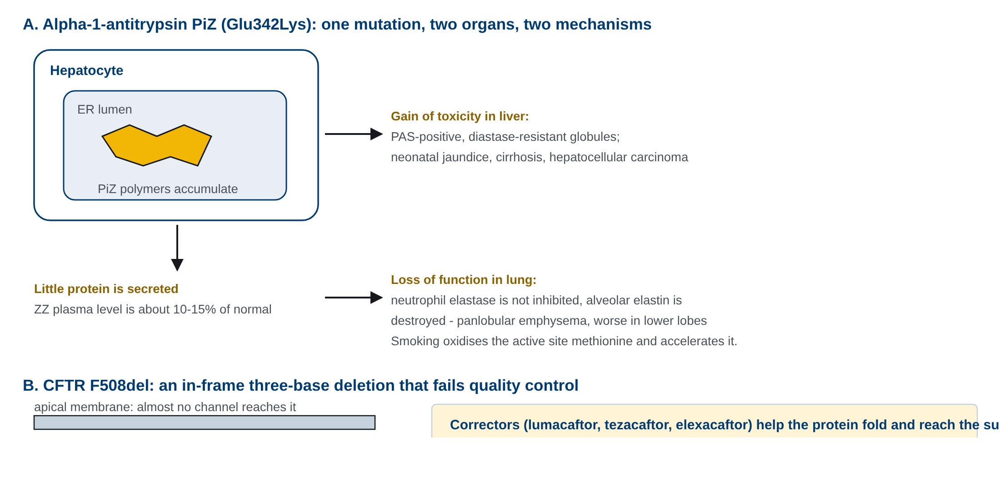 A. Alpha-1-antitrypsin PiZ (Glu342Lys): one mutation, two organs, two mechanisms
Hepatocyte
ER lumen
PiZ polymers accumulate
Gain of toxicity in liver:
PAS-positive, diastase-resistant globules;
neonatal jaundice, cirrhosis, hepatocellular carcinoma
Little protein is secreted
ZZ plasma level is about 10-15% of normal
Loss of function in lung:
neutrophil elastase is not inhibited, alveolar elastin is
destroyed - panlobular emphysema, worse in lower lobes
Smoking oxidises the active site methionine and accelerates it.
B. CFTR F508del: an in-frame three-base deletion that fails quality control
apical membrane: almost no channel reaches it
Correctors (lumacaftor, tezacaftor, elexacaftor) help the protein fold and reach the